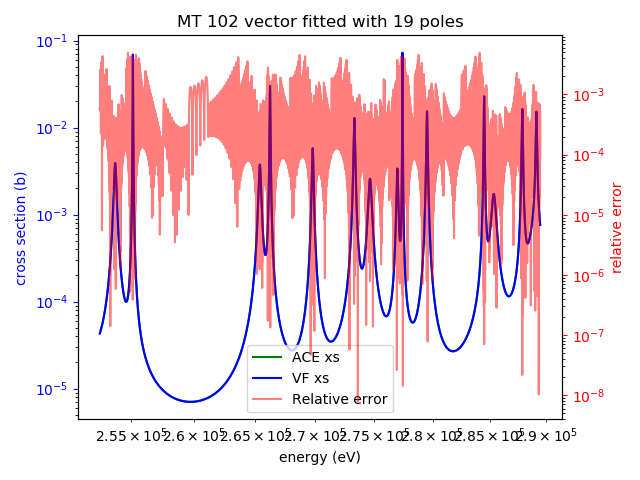 MT 102 vector fitted with 19 poles
10⁻¹
10⁻²
10⁻³
10⁻⁴
10⁻⁵
cross section (b)
10⁻³
10⁻⁴
10⁻⁵
10⁻⁶
10⁻⁷
10⁻⁸
relative error
ACE xs
VF xs
Relative error
2.55 × 10⁵ 2.6 × 10⁵ 2.65 × 10⁵ 2.7 × 10⁵ 2.75 × 10⁵ 2.8 × 10⁵ 2.85 × 10⁵ 2.9 × 10⁵
energy (eV)